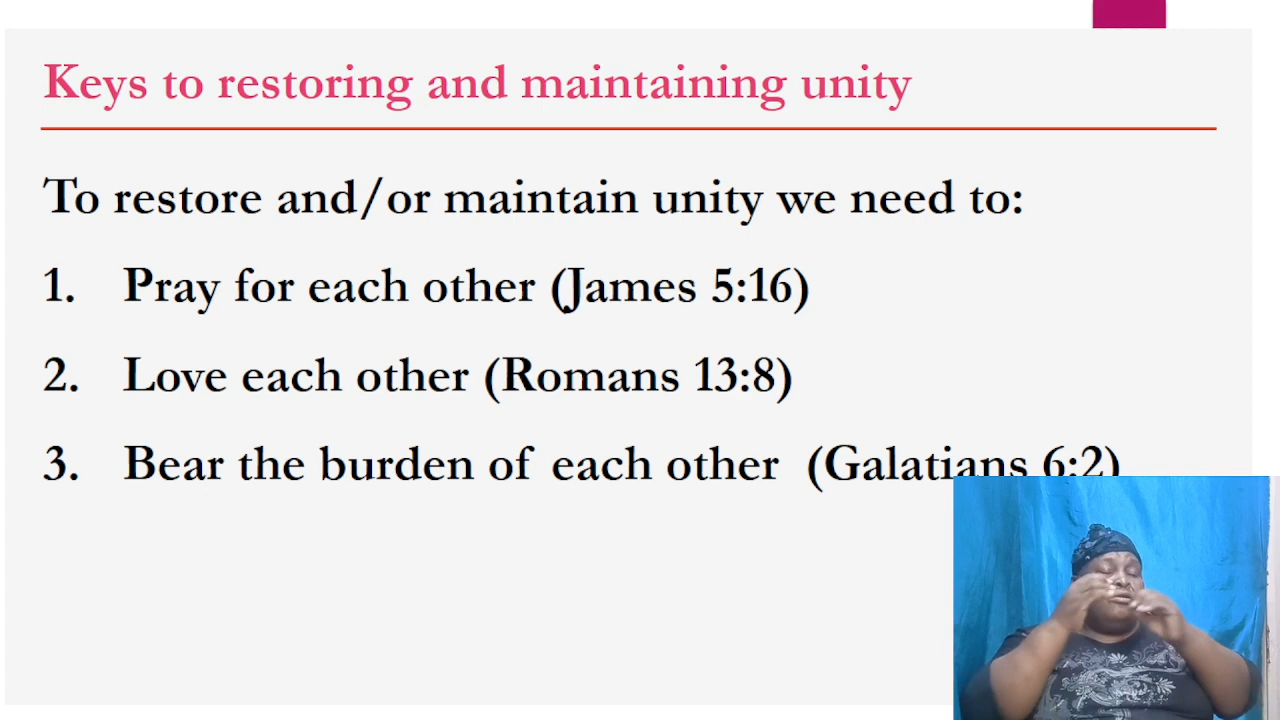 Keys to restoring and maintaining unity
To restore and/or maintain unity we need to:
1. Pray for each other (James 5:16)
2. Love each other (Romans 13:8)
3. Bear the burden of each other (Galatians 6:2)